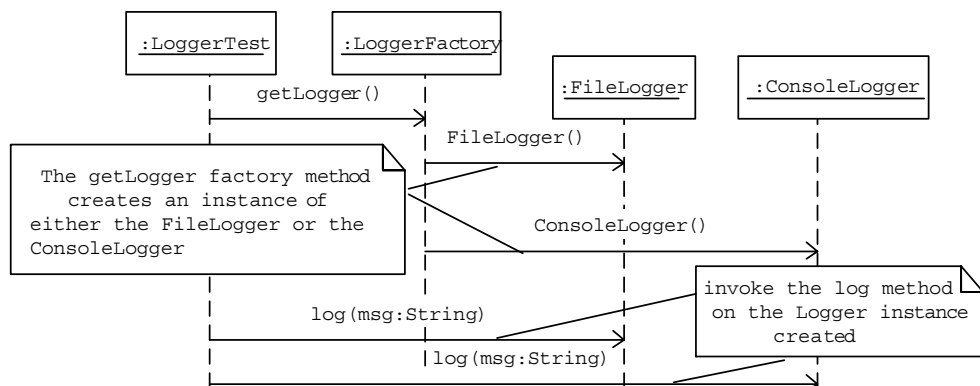 :LoggerTest
:LoggerFactory
:FileLogger
:ConsoleLogger
getLogger()
FileLogger()
The getLogger factory method
creates an instance of
either the FileLogger or the
ConsoleLogger
ConsoleLogger()
invoke the log method
on the Logger instance
created
log(msg:String)
log(msg:String)